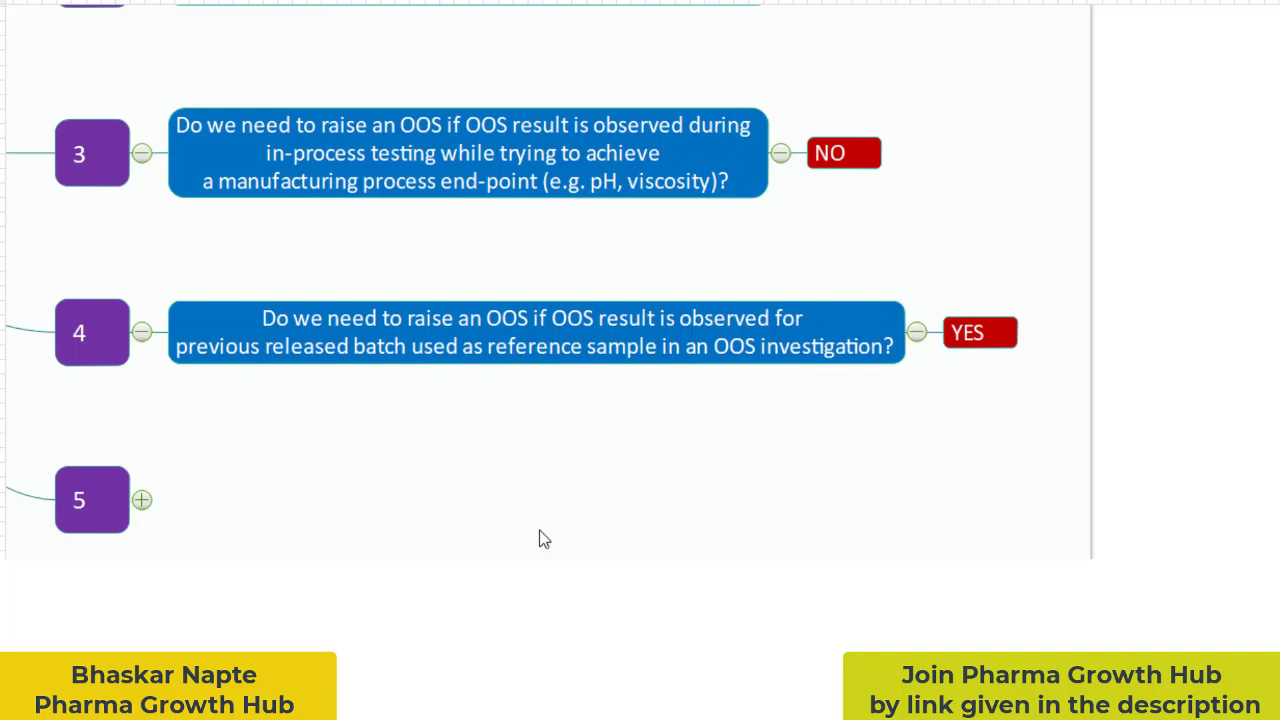 3
Do we need to raise an OOS if OOS result is observed during
in-process testing while trying to achieve
a manufacturing process end-point (e.g. pH, viscosity)?
NO
4
Do we need to raise an OOS if OOS result is observed for
previous released batch used as reference sample in an OOS investigation?
YES
5
Bhaskar Napte
Pharma Growth Hub
Join Pharma Growth Hub
by link given in the description